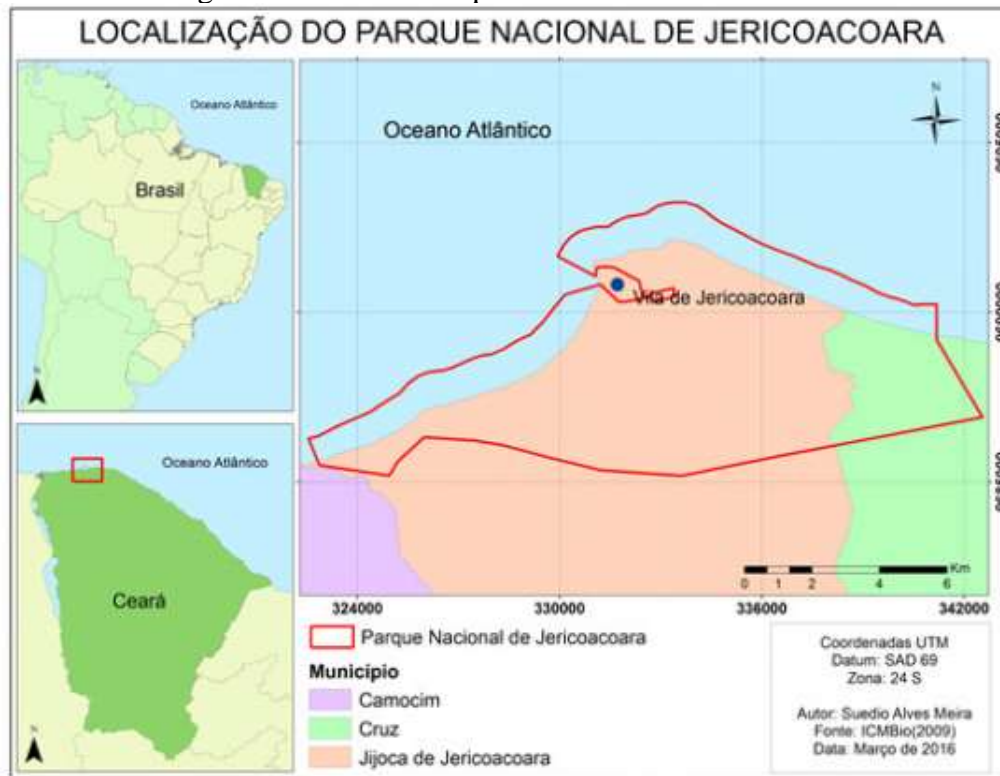 LOCALIZAÇÃO DO PARQUE NACIONAL DE JERICOACOARA
Oceano Atlântico
Brasil
N
Oceano Atlântico
Ceará
N
Oceano Atlântico
N
Vila de Jericoacoara
0 1 2 4 6
Km
324000 330000 336000 342000
Parque Nacional de Jericoacoara
Município
Camocim
Cruz
Jijoca de Jericoacoara
Coordenadas UTM
Datum: SAD 69
Zona: 24 S
Autor: Suedio Alves Meira
Fonte: ICMBio(2009)
Data: Março de 2016